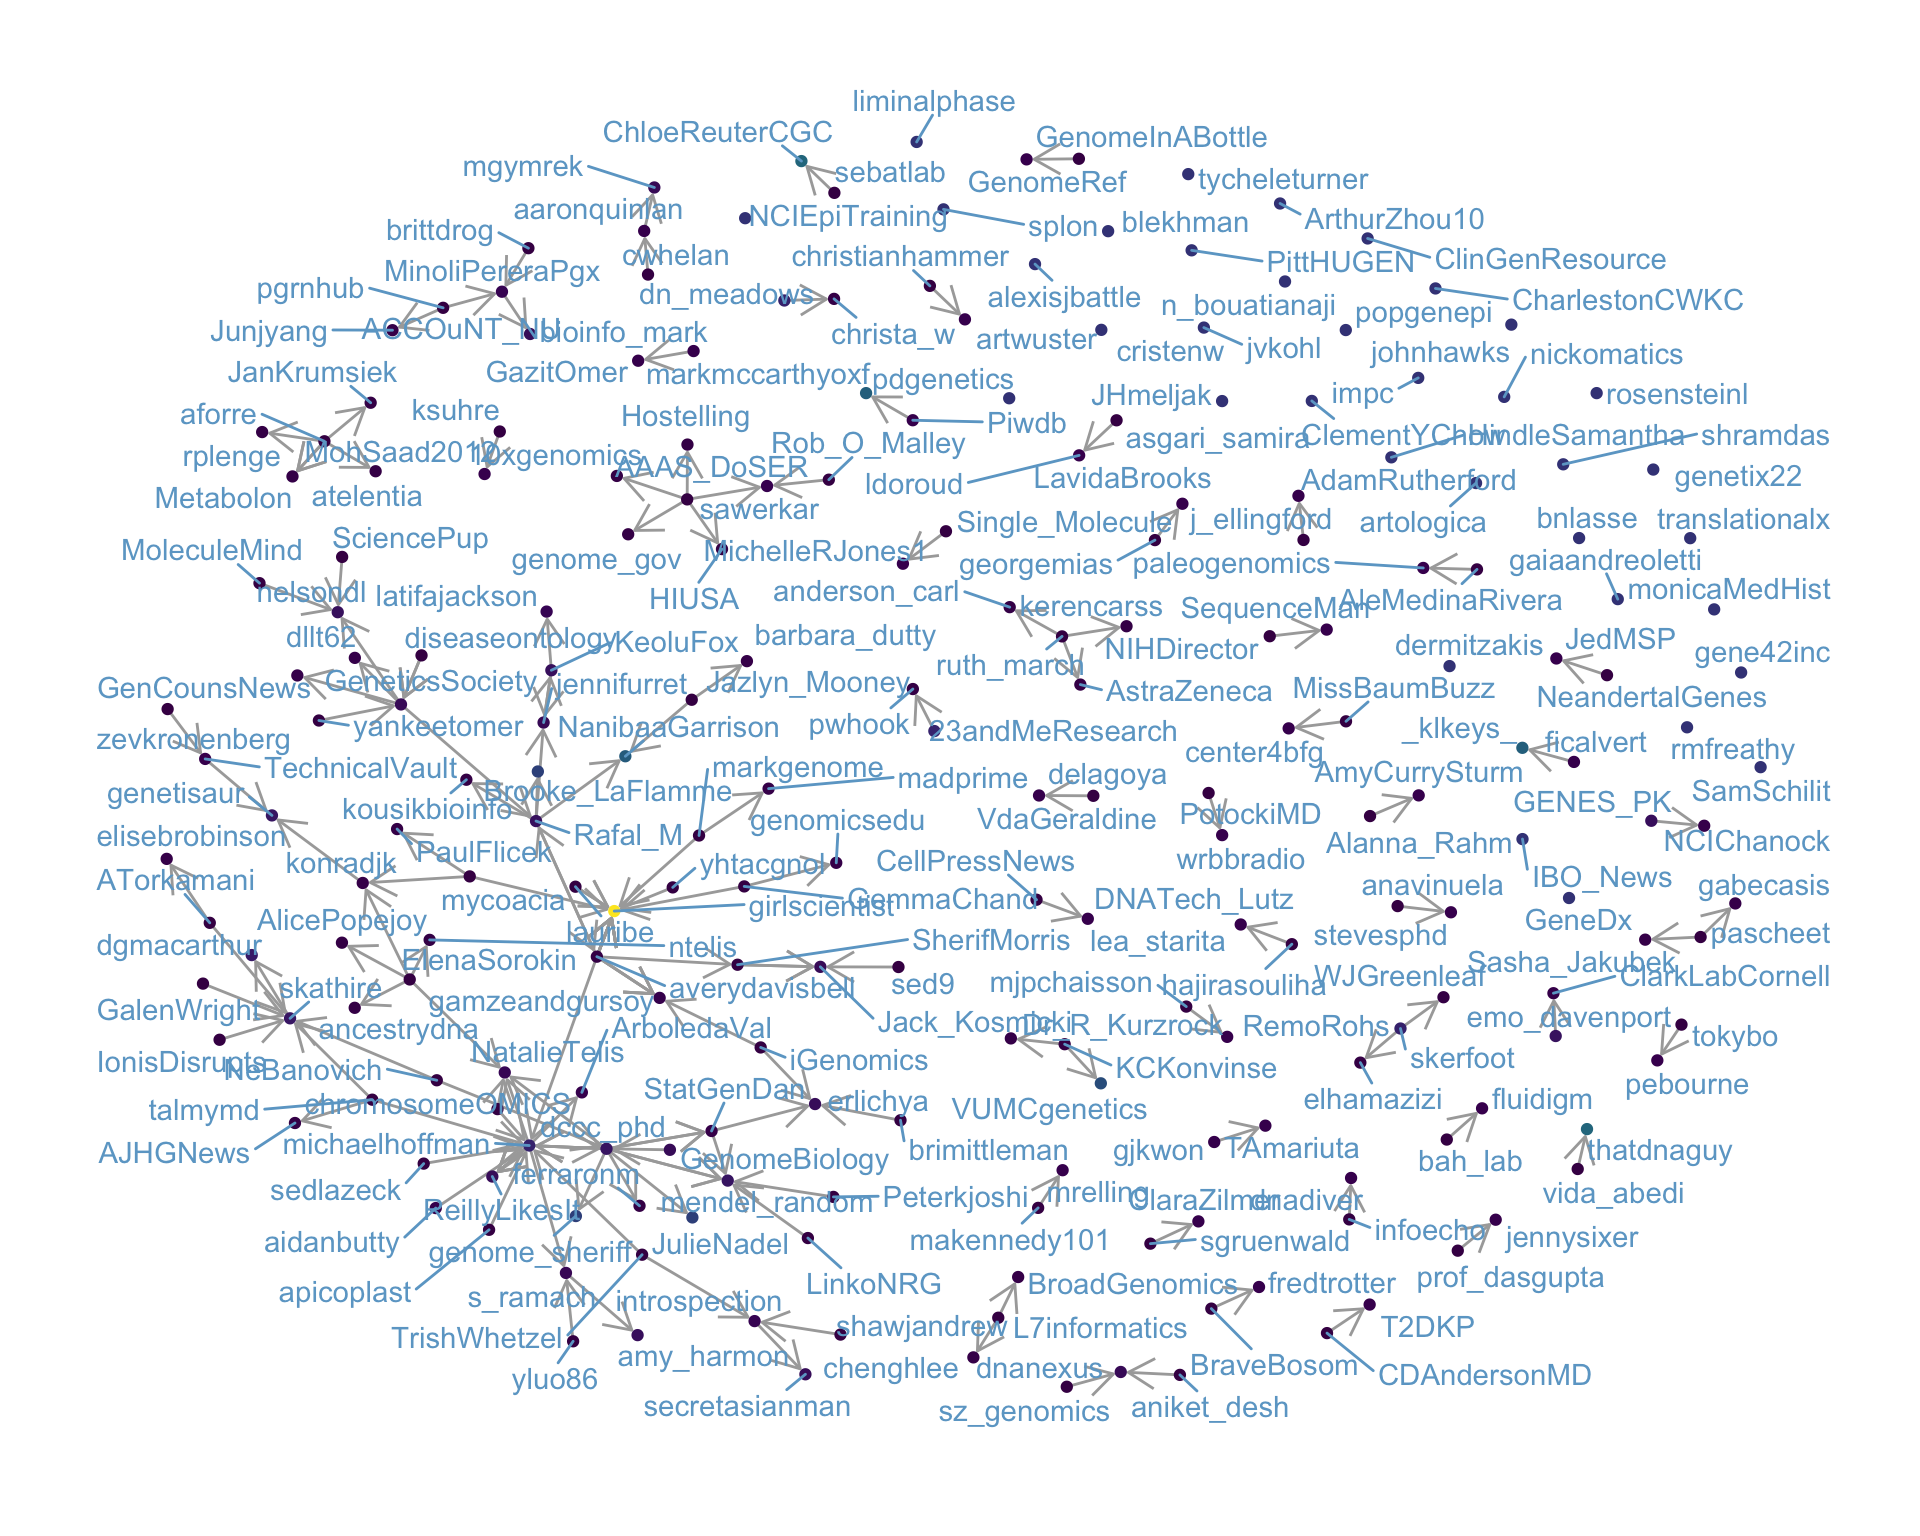 liminalphase
ChloeReuterCGC
GenomeInABottle
mgymrek
sebatlab
GenomeRef
tycheleturner
aaronquinlan
NCIEpiTraining
splon
blekhman
ArthurZhou10
brittdrog
cwhelan
christianhammer
PittHUGEN
ClinGenResource
MinoliPereraPgx
pgrnhub
dn_meadows
alexisjbattle
n_bouatianaji
CharlestonCWKC
Junjyang
ACCOuNT_NU
bioinfo_mark
christa_w
artwuster
cristenw
jvkohl
popgenepi
johnhawks
nickomatics
JanKrumsiek
GazitOmer
markmccarthyoxf
pdgenetics
JHmeljak
impc
rosensteinl
aforre
ksuhre
Hostelling
Rob_O_Malley
Piwdb
asgari_samira
ClementYChow
HindleSamantha
shramdas
rplenge
MohSaad2012
10xgenomics
AAAS_DoSER
ldoroud
LavidaBrooks
AdamRutherford
genetix22
Metabolon
atelentia
sawerkar
Single_Molecule
j_ellingford
artologica
bnlasse
translationalx
MoleculeMind
SciencePup
genome_gov
MichelleRJones1
georgemias
paleogenomics
gaiaandreoletti
nelsondl
latifajackson
HIUSA
anderson_carl
kerencarss
SequenceMan
AleMedinaRivera
monicaMedHist
dllt62
diseaseontology
KeoluFox
barbara_dutty
ruth_march
NIHDirector
dermitzakis
JedMSP
gene42inc
GenCounsNews
GeneticsSociety
jennifurret
Jazlyn_Mooney
AstraZeneca
MissBaumBuzz
NeandertalGenes
zevkronenberg
yankeetomer
NanibaaGarrison
pwhook
23andMeResearch
center4bfg
_klkeys_
ficalvert
rmfreathy
TechnicalVault
markgenome
madprime
delagoya
AmyCurrySturm
SamSchilit
genetisaur
kousikbioinfo
Brooke_LaFlamme
genomicsedu
VdaGeraldine
PotockiMD
GENES_PK
elisebrobinson
PaulFlicek
Rafal_M
CellPressNews
wrbbradio
Alanna_Rahm
NCIChanock
ATorkamani
konradjk
mycoacia
yhtacgnol
GemmaChand
DNATech_Lutz
anavinuela
IBO_News
gabecasis
AlicePopejoy
lauribe
girlscientist
lea_starita
stevesphd
GeneDx
pascheet
dgmacarthur
ElenaSorokin
ntelis
SherifMorris
WJGreenleaf
Sasha_Jakubek
ClarkLabCornell
skathire
gamzeandgursoy
averydavisbell
sed9
mjpchaisson
hajirasouliha
GalenWright
ancestrydna
ArboledaVal
Jack_Kosmicki
Dr_R_Kurzrock
RemoRohs
emo_davenport
tokybo
IonisDisrupts
NeBanovich
NatalieTelis
iGenomics
KCKonvinse
skerfoot
pebourne
talmymd
chromosomeOMICS
StatGenDan
erlichya
VUMCgenetics
elhamazizi
fluidigm
AJHGNews
michaelhoffman
dccc_phd
GenomeBiology
brimittleman
gjkwon
TAmariuta
bah_lab
thatdnaguy
sedlazeck
ferraronm
mendel_random
Peterkjoshi
mrelling
ClaraZilmer
dnadiver
vida_abedi
aidanbutty
ReillyLikesIt
genome_sheriff
JulieNadel
makennedy101
sgruenwald
infoecho
jennysixer
apicoplast
s_ramach
introspection
LinkoNRG
BroadGenomics
fredtrotter
prof_dasgupta
TrishWhetzel
amy_harmon
shawjandrew
L7informatics
T2DKP
yluo86
chenghlee
dnanexus
BraveBosom
CDAndersonMD
secretasianman
sz_genomics
aniket_desh